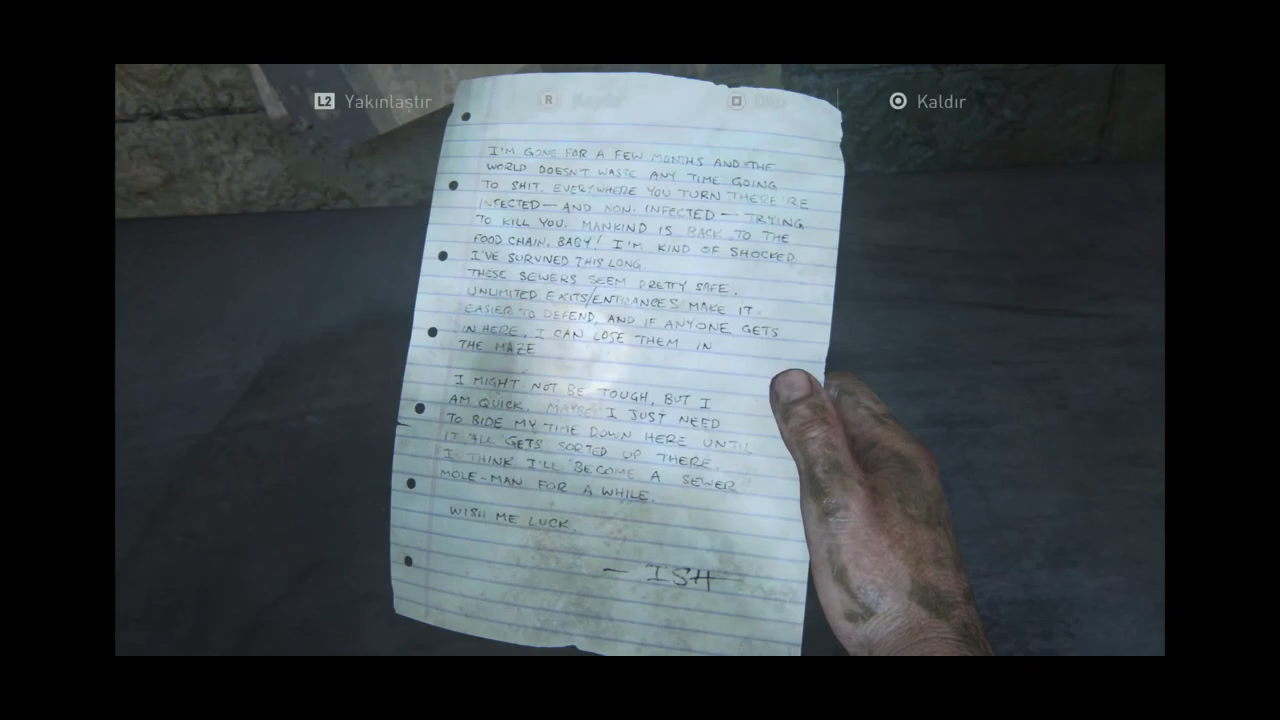 L2 Yakınlaştır R □ Kaldır
I'M GONE FOR A FEW MONTHS AND THE
WORLD DOESN'T WASTE ANY TIME GOING
TO SHIT. EVERYWHERE YOU TURN THERE'RE
INFECTED — AND NON. INFECTED — TRYING
TO KILL YOU. MANKIND IS BACK TO THE
FOOD CHAIN, BABY! I'M KIND OF SHOCKED
I'VE SURVIVED THIS LONG.
THESE SEWERS SEEM PRETTY SAFE.
UNLIMITED EXITS/ENTRANCES MAKE IT
EASIER TO DEFEND, AND IF ANYONE GETS
IN HERE, I CAN LOSE THEM IN
THE MAZE
I MIGHT NOT BE TOUGH, BUT I
AM QUICK. MAYBE I JUST NEED
TO BIDE MY TIME DOWN HERE UNTIL
IT ALL GETS SORTED UP THERE.
I THINK I'LL BECOME A SEWER
MOLE-MAN FOR A WHILE.
WISH ME LUCK.
— ISH